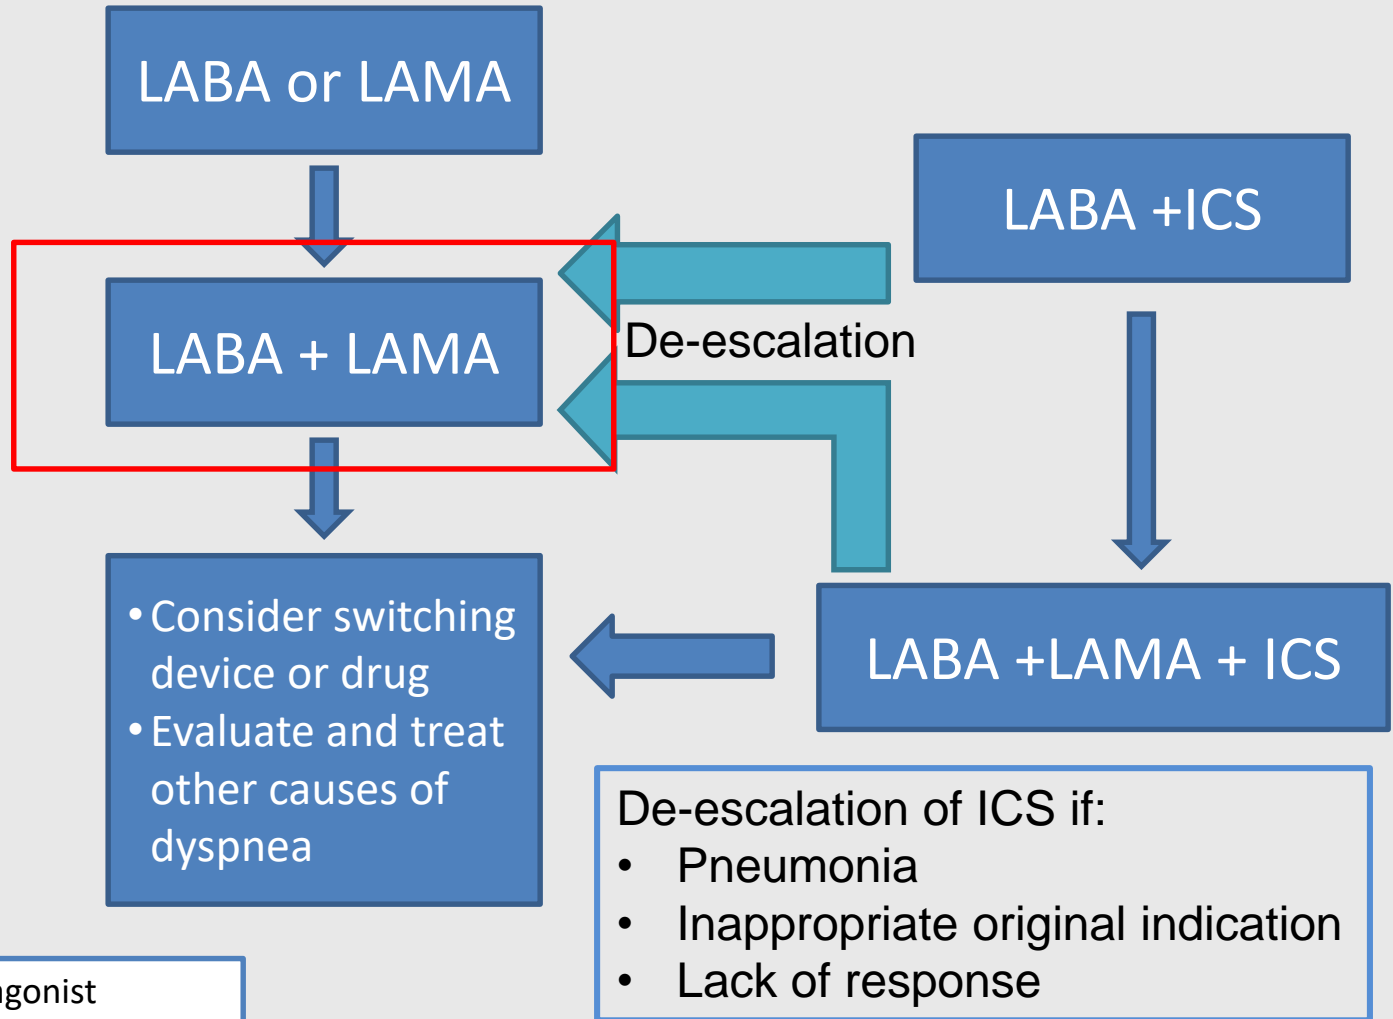 LABA or LAMA
LABA +ICS
LABA + LAMA
De-escalation
• Consider switching
device or drug
• Evaluate and treat
other causes of
dyspnea
LABA +LAMA + ICS
De-escalation of ICS if:
• Pneumonia
• Inappropriate original indication
• Lack of response